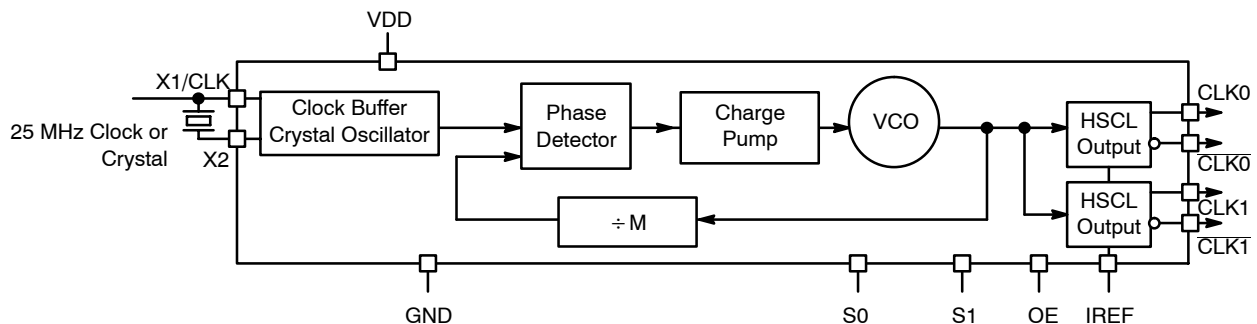 VDD
X1/CLK
25 MHz Clock or
Crystal
X2
Clock Buffer
Crystal Oscillator
Phase
Detector
Charge
Pump
VCO
÷ M
HSCL
Output
HSCL
Output
CLK0
CLK0
CLK1
CLK1
GND
S0
S1
OE
IREF